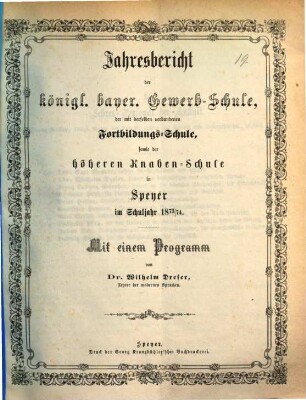 Jahresbericht
14.
der
königl. bayer. Gewerb-Schule,
der mit derselben verbundenen
Fortbildungs-Schule,
sowie der
höheren Knaben-Schule
in
Speyer
im Schuljahr 1873/74.
Mit einem Programm
von
Dr. Wilhelm Dreser,
Lehrer der modernen Sprachen.
Speyer.
Druck der Georg Kranzbühler'schen Buchdruckerei.